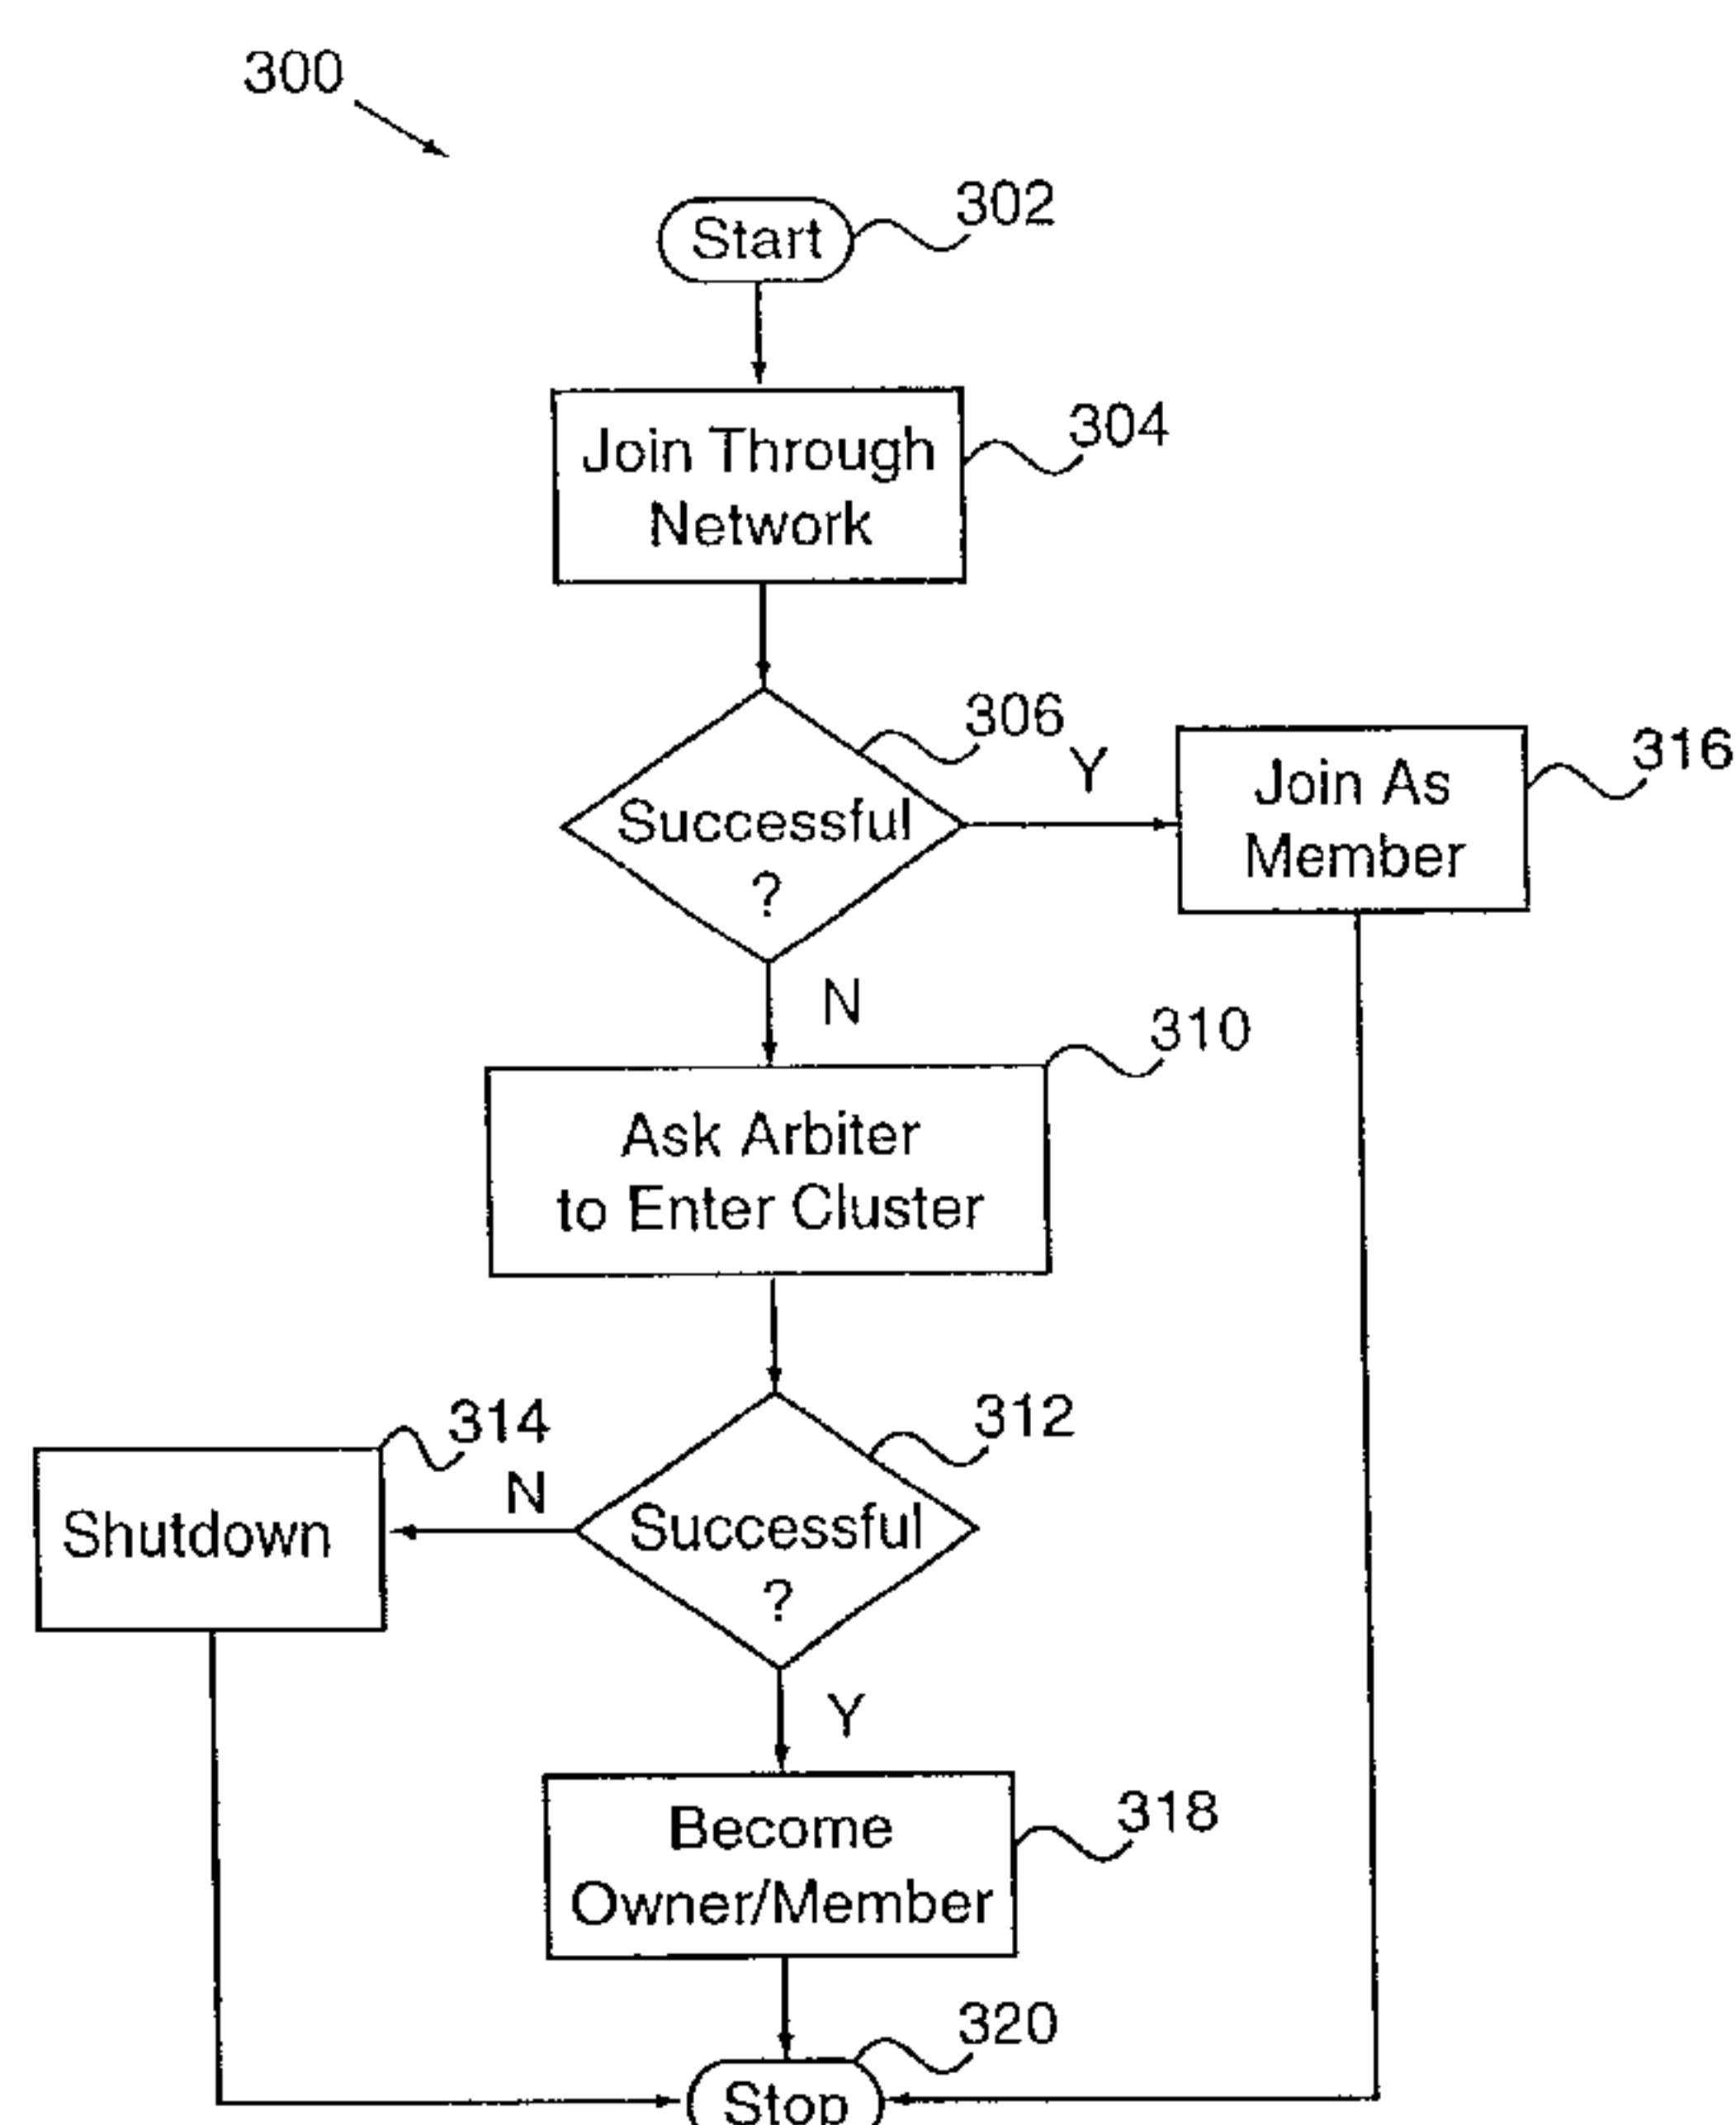 300
Start
302
Join Through
Network
304
306
Successful
?
Y
Join As
Member
316
N
310
Ask Arbiter
to Enter Cluster
314
Shutdown
N
312
Successful
?
Y
Become
Owner/Member
318
320
Stop